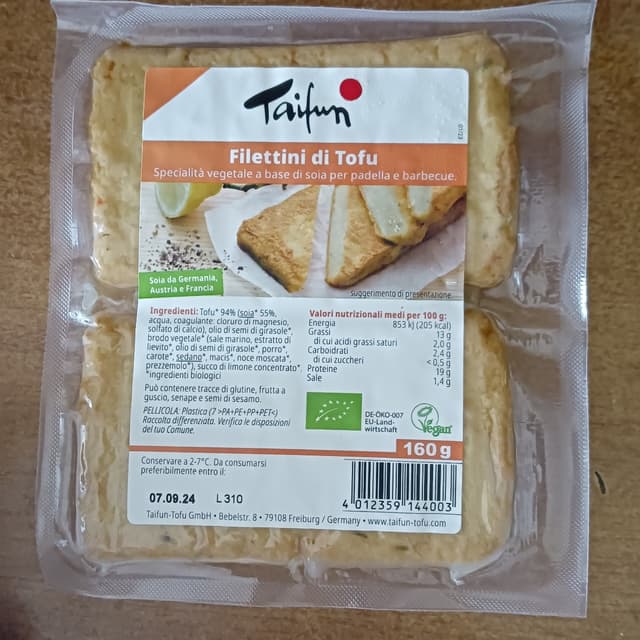 Taifun
01/23
Filettini di Tofu
Specialità vegetale a base di soia per padella e barbecue.
Soia da Germania,
Austria e Francia
suggerimento di presentazione
Ingredienti: Tofu* 94% (soia* 55%,
acqua, coagulante: cloruro di magnesio,
solfato di calcio), olio di semi di girasole*,
brodo vegetale* (sale marino, estratto di
lievito*, olio di semi di girasole*, porro*,
carote*, sedano*, macis*, noce moscata*,
prezzemolo*), succo di limone concentrato*.
*ingredienti biologici
Può contenere tracce di glutine, frutta a
guscio, senape e semi di sesamo.
PELLICOLA: Plastica (7 >PA+PE+PP+PET<)
Raccolta differenziata. Verifica le disposizioni
del tuo Comune.
Valori nutrizionali medi per 100 g:
Energia 853 kJ (205 kcal)
Grassi 13 g
di cui acidi grassi saturi 2,0 g
Carboidrati 2,4 g
di cui zuccheri < 0,5 g
Proteine 19 g
Sale 1,4 g
DE-ÖKO-007
EU-Land-
wirtschaft
Vegan
160 g
Conservare a 2-7°C. Da consumarsi
preferibilmente entro il:
07.09.24 L 310
4 012359 144003
Taifun-Tofu GmbH • Bebelstr. 8 • 79108 Freiburg / Germany • www.taifun-tofu.com